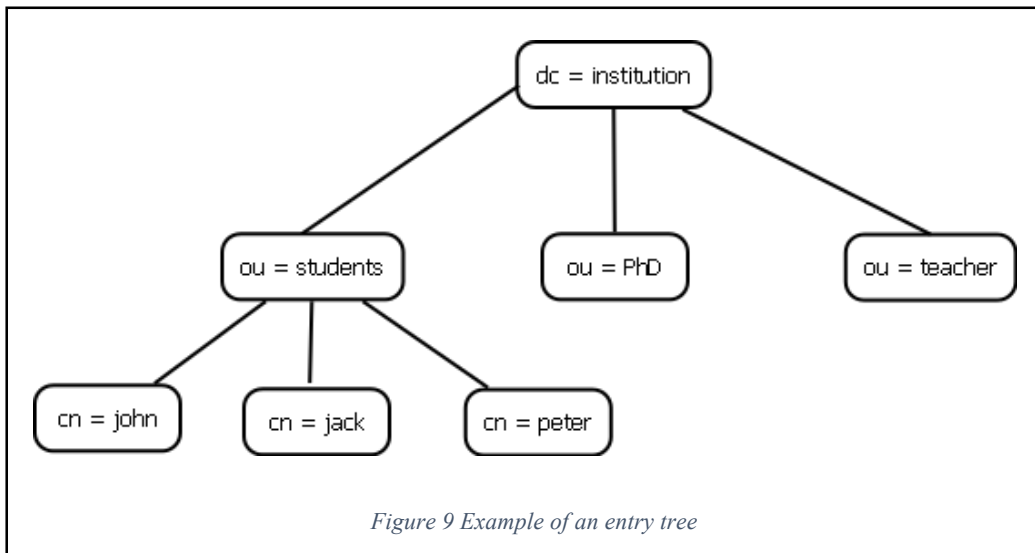 dc = institution
ou = students
ou = PhD
ou = teacher
cn = john
cn = jack
cn = peter
Figure 9 Example of an entry tree